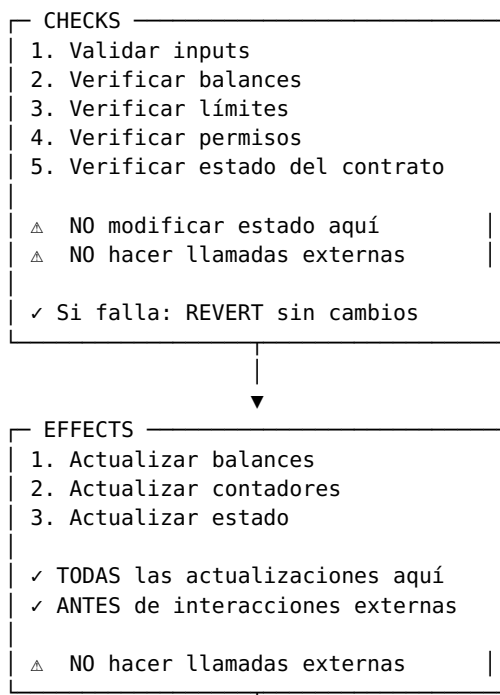 CHECKS
1. Validar inputs
2. Verificar balances
3. Verificar límites
4. Verificar permisos
5. Verificar estado del contrato
⚠ NO modificar estado aquí
⚠ NO hacer llamadas externas
✓ Si falla: REVERT sin cambios
EFFECTS
1. Actualizar balances
2. Actualizar contadores
3. Actualizar estado
✓ TODAS las actualizaciones aquí
✓ ANTES de interacciones externas
⚠ NO hacer llamadas externas